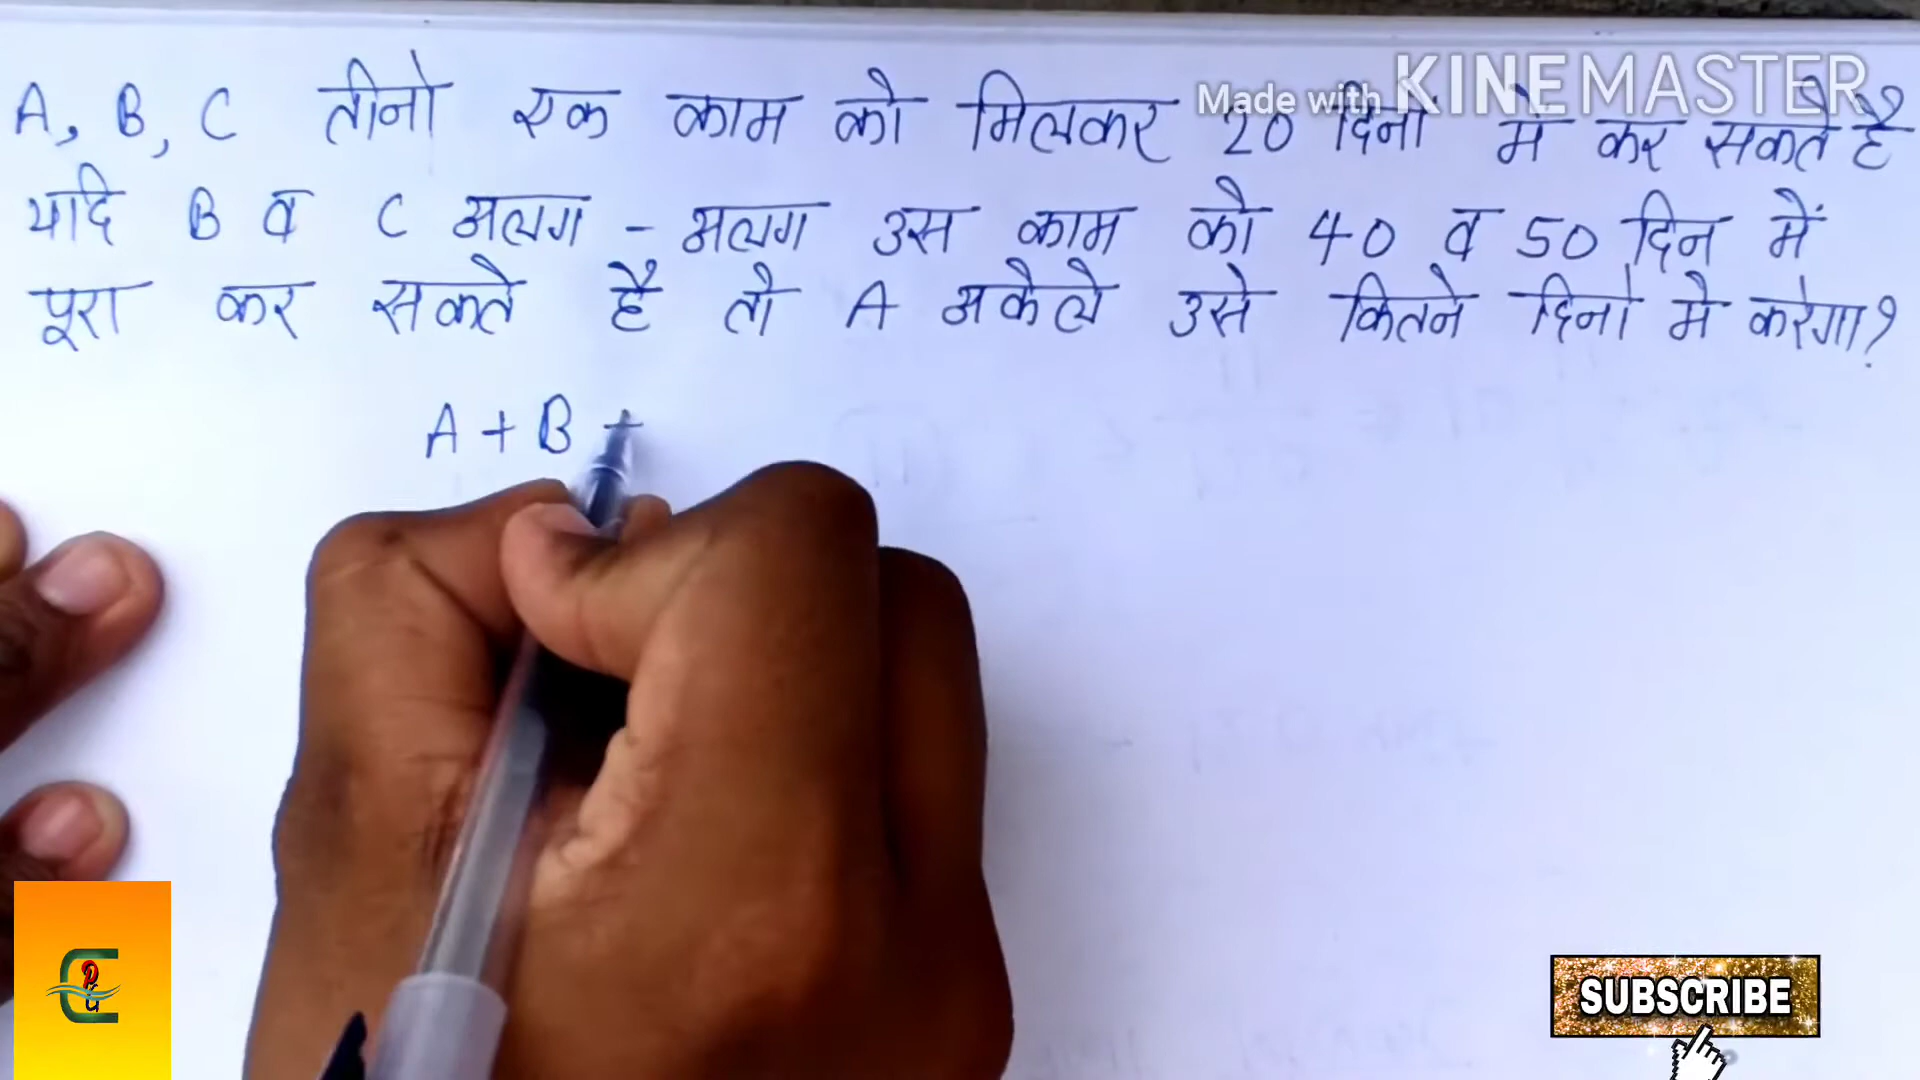 Made with KINEMASTER
A, B, C तीनो एक काम को मिलकर 20 दिनों मे कर सकते है
यदि B व C अलग - अलग उस काम को 40 व 50 दिन में
पूरा कर सकते है तो A अकेले उसे कितने दिनो मे करेगा?
A + B +
SUBSCRIBE